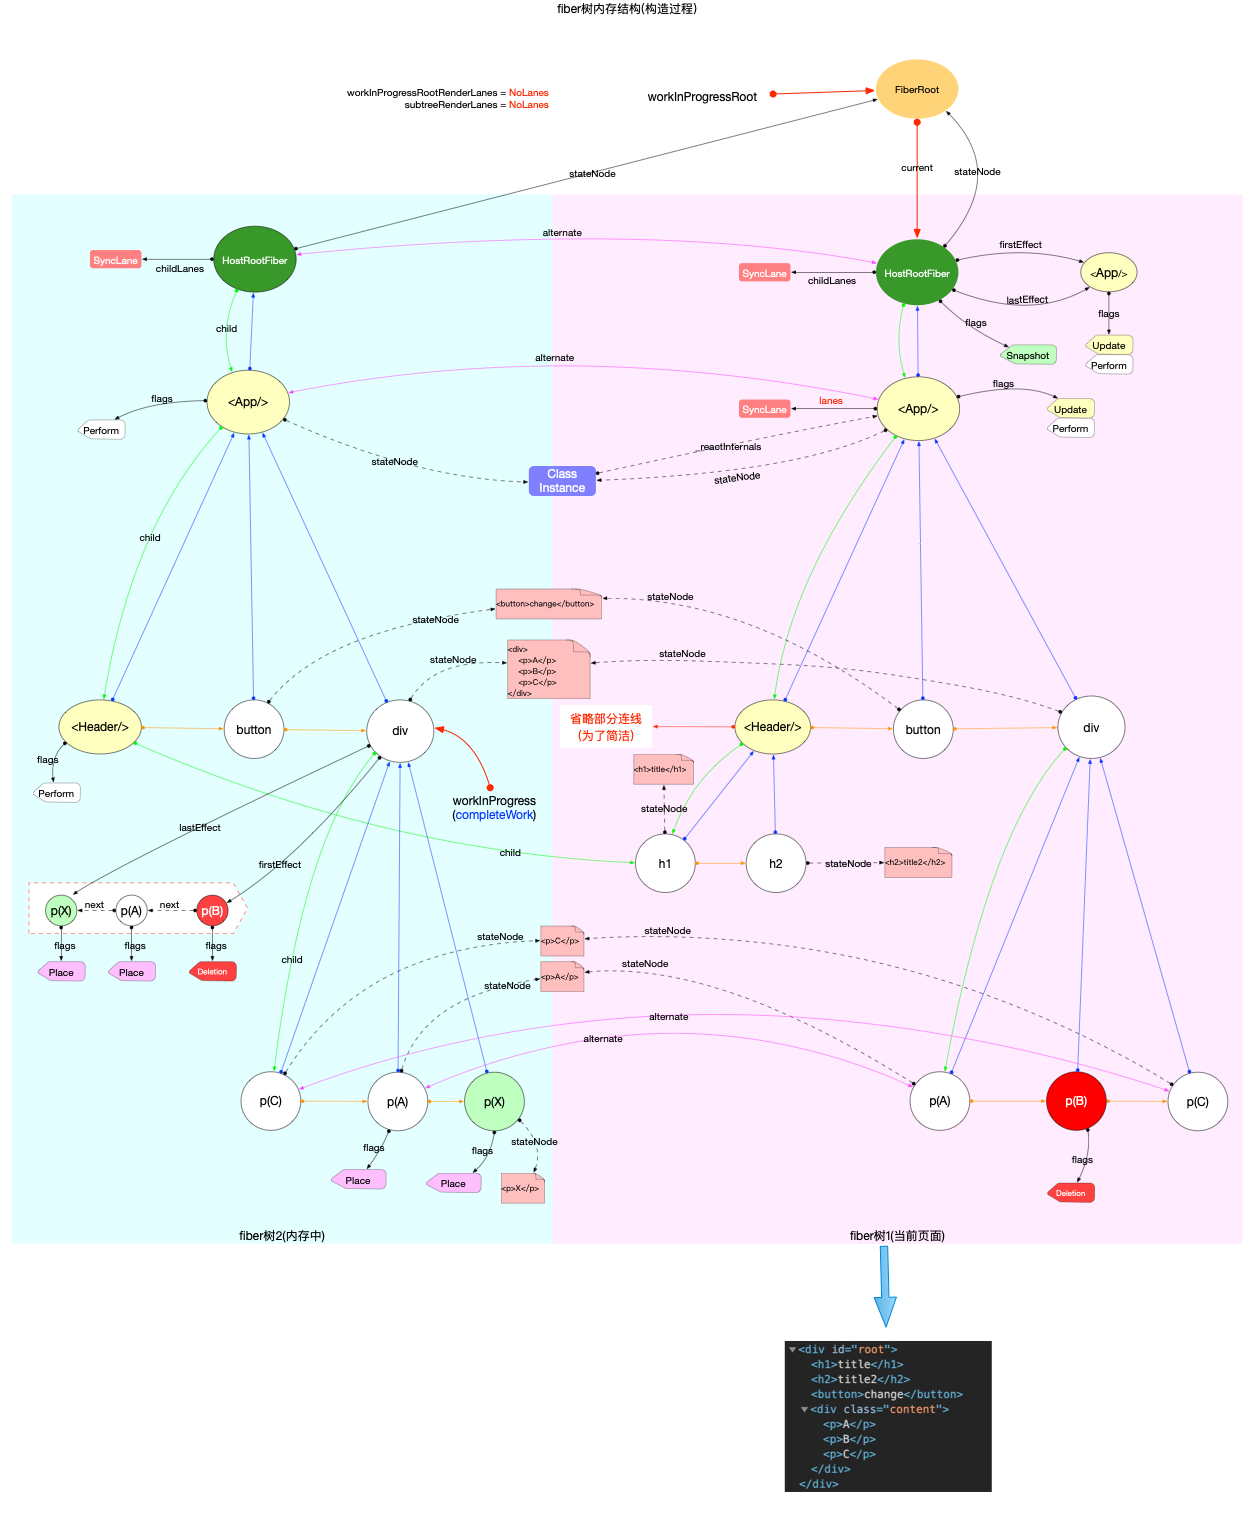 fiber树内存结构(构造过程)
workInProgressRootRenderLanes = NoLanes
subtreeRenderLanes = NoLanes
workInProgressRoot
FiberRoot
stateNode
current
stateNode
HostRootFiber
SyncLane
childLanes
alternate
HostRootFiber
SyncLane
childLanes
firstEffect
<App/>
lastEffect
flags
flags
Snapshot
Update
Perform
child
alternate
<App/>
flags
Perform
stateNode
<App/>
lanes
SyncLane
flags
Update
Perform
_reactInternals
stateNode
Class
Instance
child
<button>change</button>
stateNode
stateNode
<div>
<p>A</p>
<p>B</p>
<p>C</p>
</div>
stateNode
stateNode
<Header/>
button
div
省略部分连线
(为了简洁)
<Header/>
button
div
flags
Perform
workInProgress
(completeWork)
<h1>title</h1>
stateNode
lastEffect
firstEffect
child
h1
h2
stateNode
<h2>title2</h2>
p(X)
next
p(A)
next
p(B)
flags
flags
flags
Place
Place
Deletion
child
stateNode
<p>C</p>
stateNode
stateNode
<p>A</p>
stateNode
alternate
alternate
p(C)
p(A)
p(X)
p(A)
p(B)
p(C)
flags
Place
flags
Place
stateNode
<p>X</p>
flags
Deletion
fiber树2(内存中)
fiber树1(当前页面)
<div id="root">
<h1>title</h1>
<h2>title2</h2>
<button>change</button>
<div class="content">
<p>A</p>
<p>B</p>
<p>C</p>
</div>
</div>